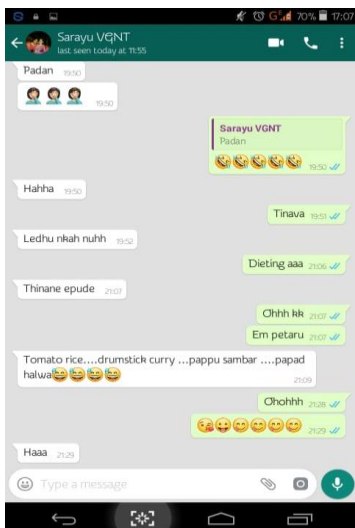 70% 17:07
Sarayu VGNT
last seen today at 11:55
Padan 19:50
🤦🏻‍♀️🤦🏻‍♀️🤦🏻‍♀️ 19:50
Sarayu VGNT
Padan
🤣🤣🤣🤣🤣 19:50
Hahha 19:50
Tinava 19:51
Ledhu nkah nuhh 19:52
Dieting aaa 21:06
Thinane epude 21:07
Ohhh kk 21:07
Em petaru 21:07
Tomato rice....drumstick curry ...pappu sambar ....papad
halwa😅😅😅😅 21:09
Ohohhh 21:28
😘😛😋😋😋😋 21:29
Haaa 21:29
Type a message